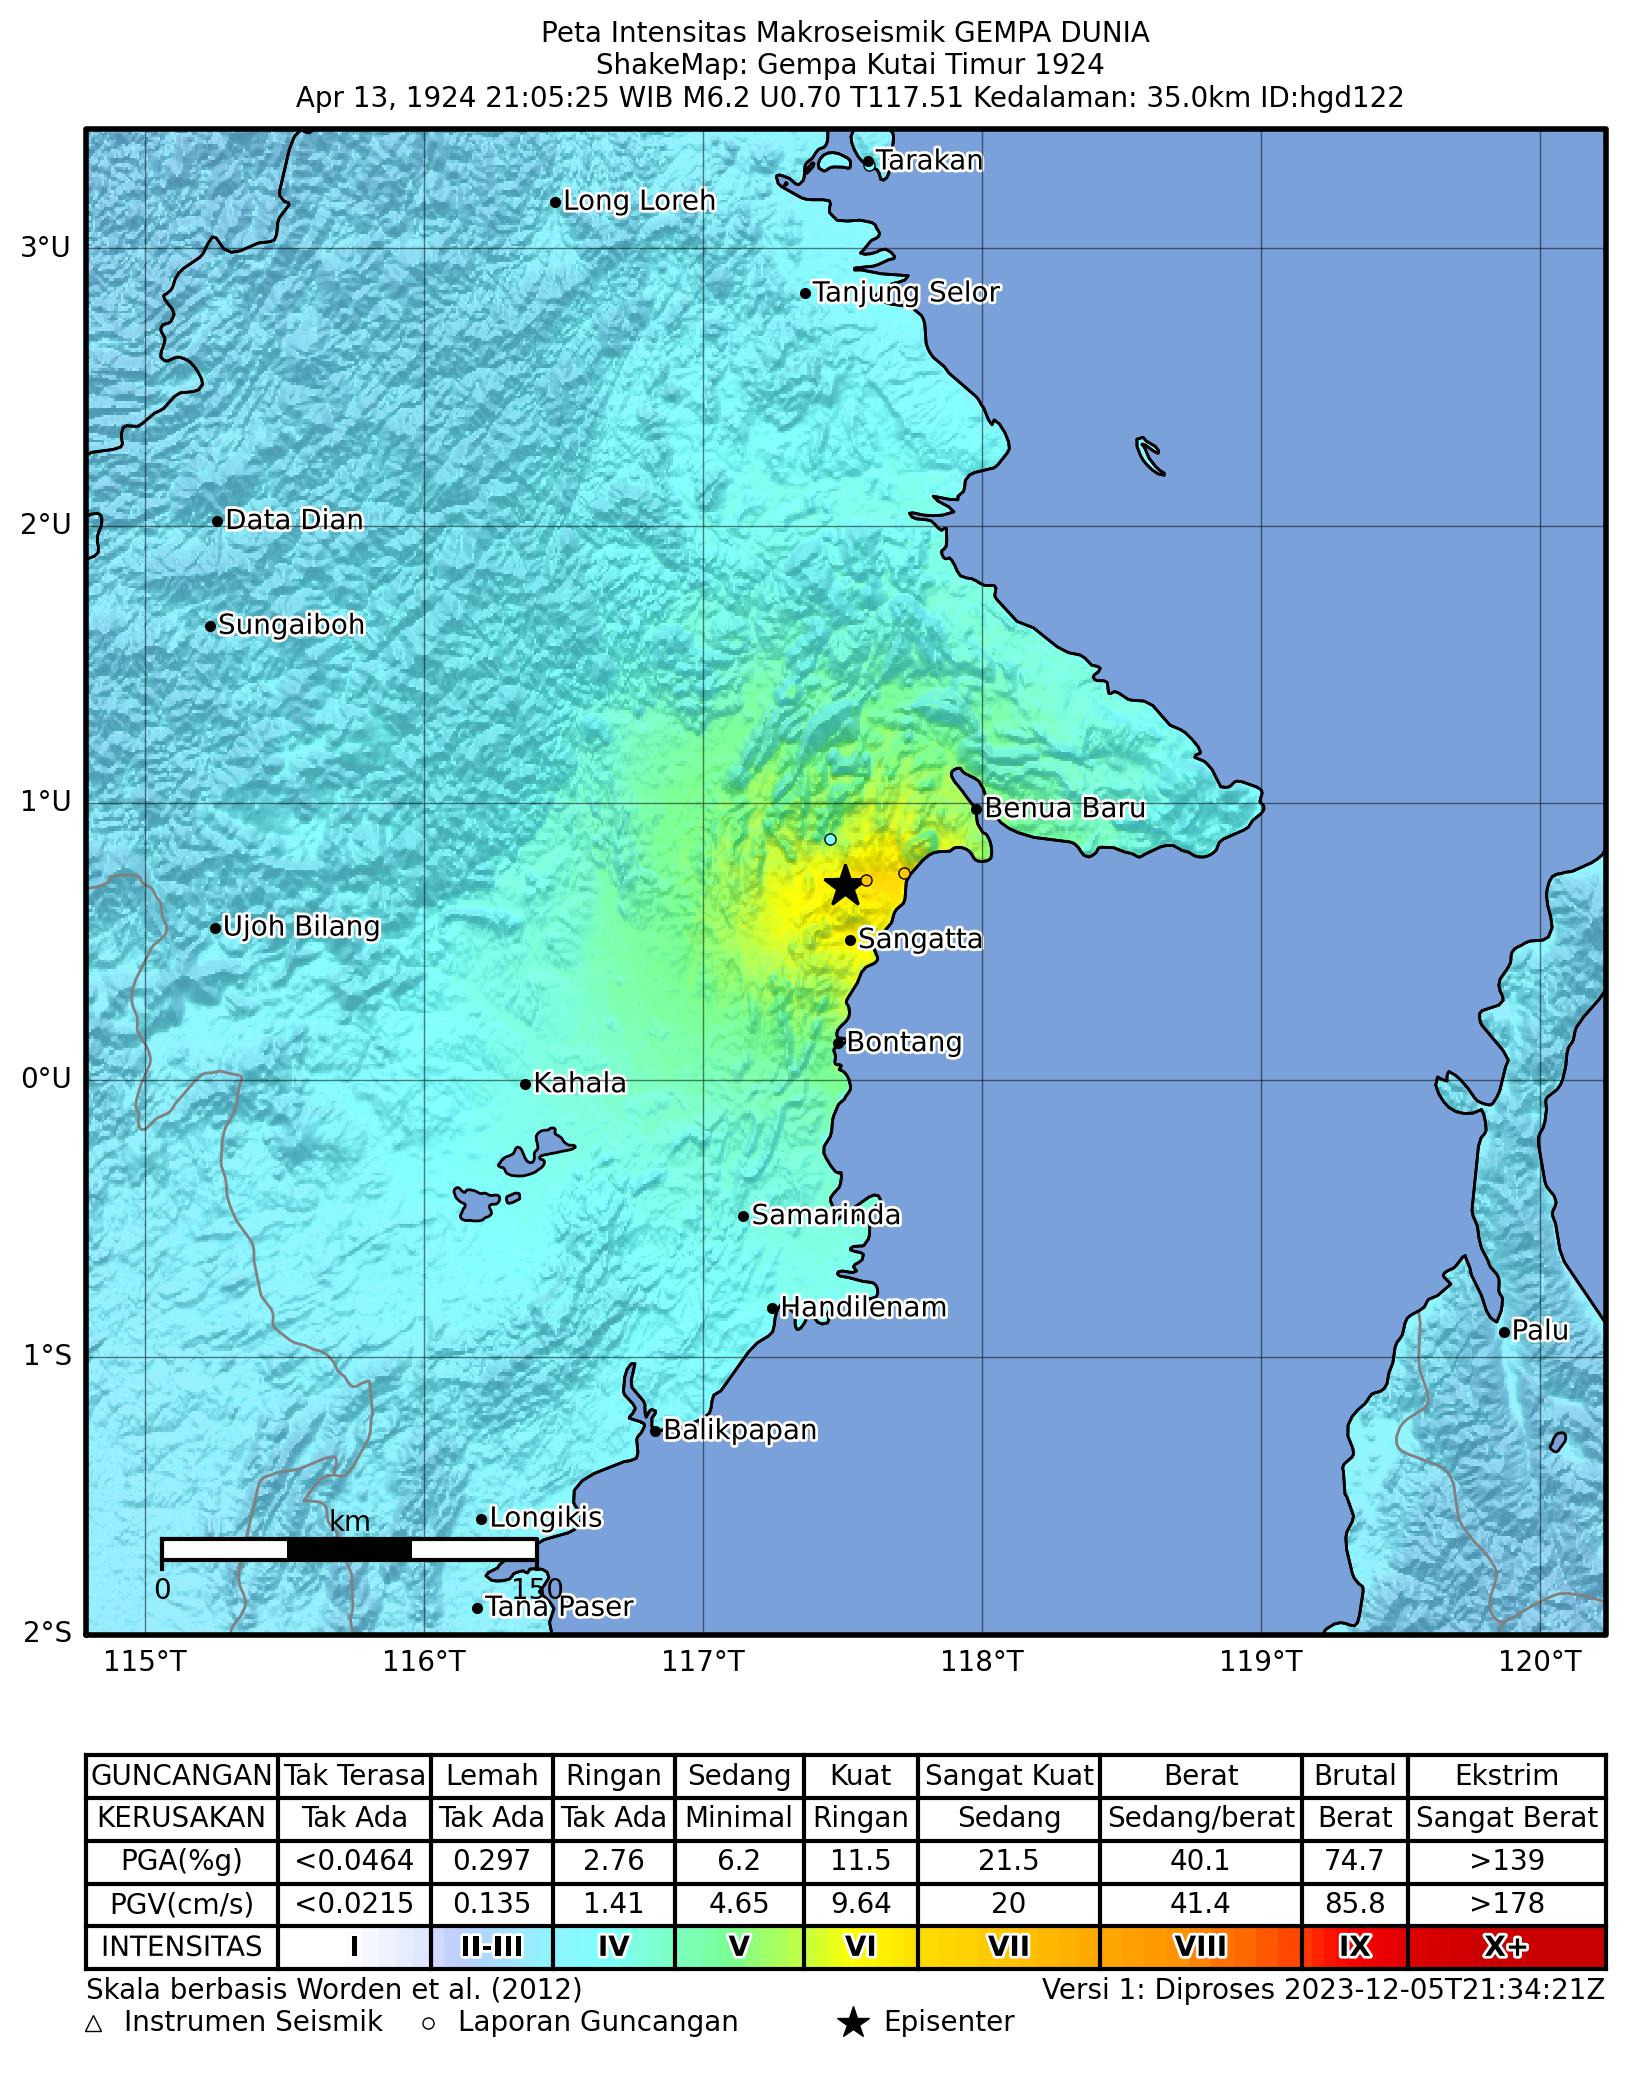 Peta Intensitas Makroseismik GEMPA DUNIA
ShakeMap: Gempa Kutai Timur 1924
Apr 13, 1924 21:05:25 WIB M6.2 U0.70 T117.51 Kedalaman: 35.0km ID:hgd122
Tarakan
Long Loreh
3°U
Tanjung Selor
2°U
Data Dian
Sungaiboh
1°U
Benua Baru
Ujoh Bilang
Sangatta
Bontang
0°U
Kahala
Samarinda
Handilenam
Palu
1°S
Balikpapan
Longikis
km
0 150
Tana Paser
2°S
115°T 116°T 117°T 118°T 119°T 120°T
GUNCANGAN Tak Terasa Lemah Ringan Sedang Kuat Sangat Kuat Berat Brutal Ekstrim
KERUSAKAN Tak Ada Tak Ada Tak Ada Minimal Ringan Sedang Sedang/berat Berat Sangat Berat
PGA(%g) <0.0464 0.297 2.76 6.2 11.5 21.5 40.1 74.7 >139
PGV(cm/s) <0.0215 0.135 1.41 4.65 9.64 20 41.4 85.8 >178
INTENSITAS I II-III IV V VI VII VIII IX X+
Skala berbasis Worden et al. (2012) Versi 1: Diproses 2023-12-05T21:34:21Z
Instrumen Seismik Laporan Guncangan Episenter